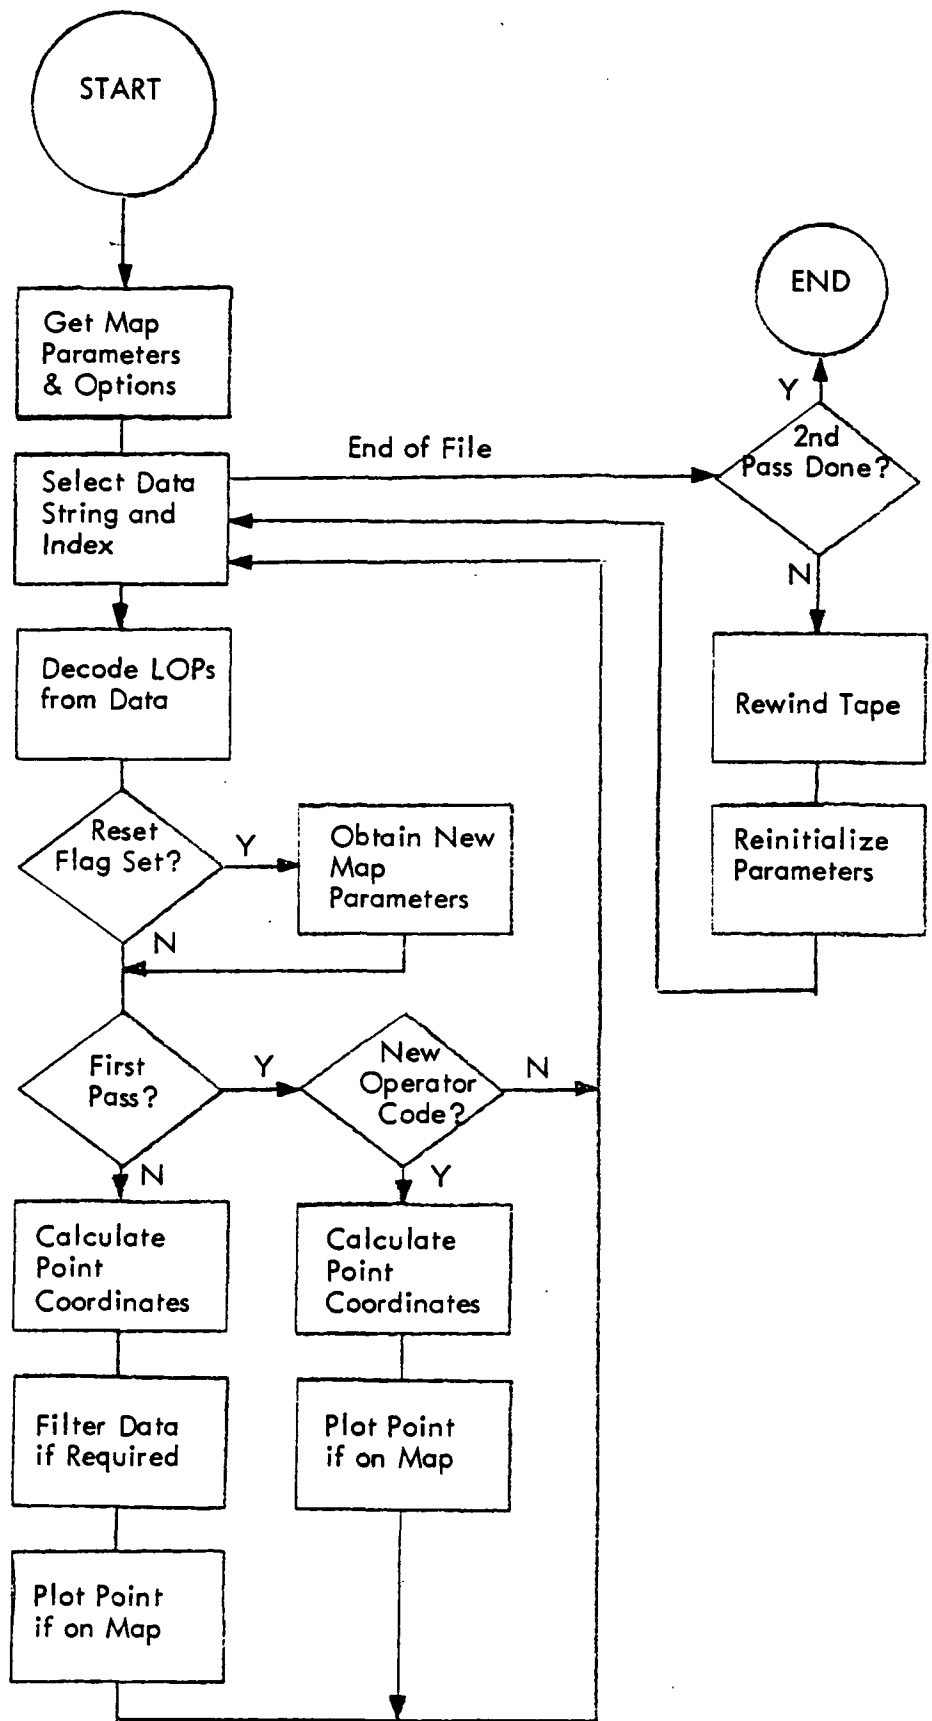 START
Get Map
Parameters
& Options
Select Data
String and
Index
End of File
END
Y
2nd
Pass Done?
N
Decode LOPs
from Data
Rewind Tape
Reset
Flag Set?
Y
Obtain New
Map
Parameters
Reinitialize
Parameters
N
First
Pass?
Y
New
Operator
Code?
N
N
Y
Calculate
Point
Coordinates
Calculate
Point
Coordinates
Filter Data
if Required
Plot Point
if on Map
Plot Point
if on Map